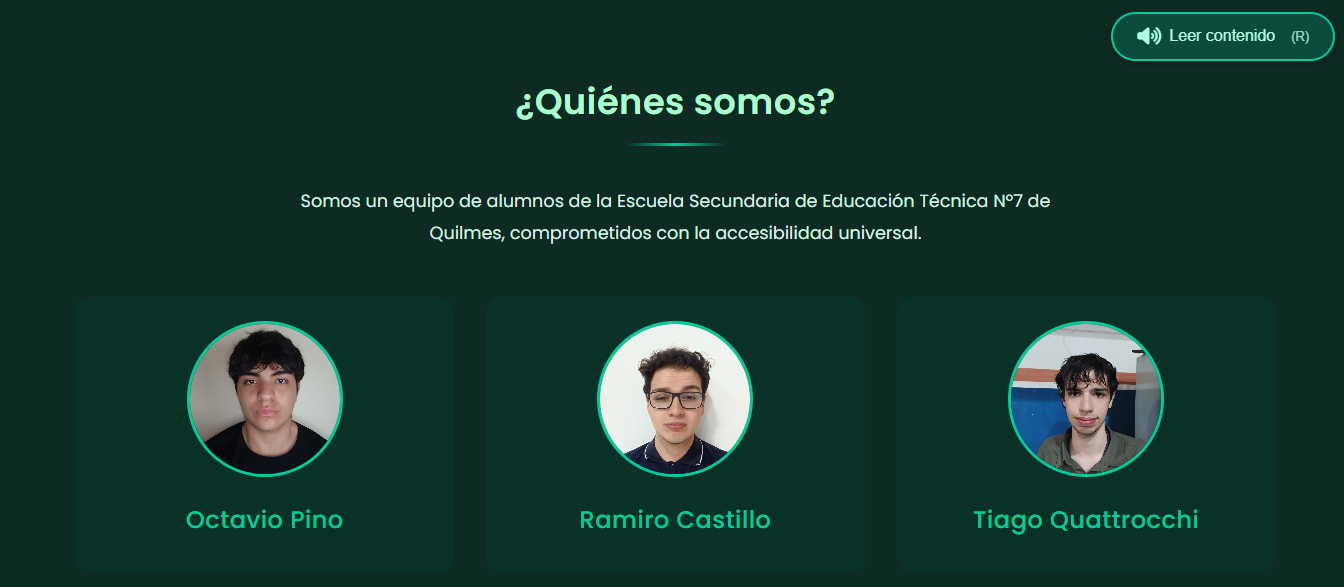 Leer contenido (R)
¿Quiénes somos?
Somos un equipo de alumnos de la Escuela Secundaria de Educación Técnica Nº7 de
Quilmes, comprometidos con la accesibilidad universal.
Octavio Pino
Ramiro Castillo
Tiago Quattrocchi